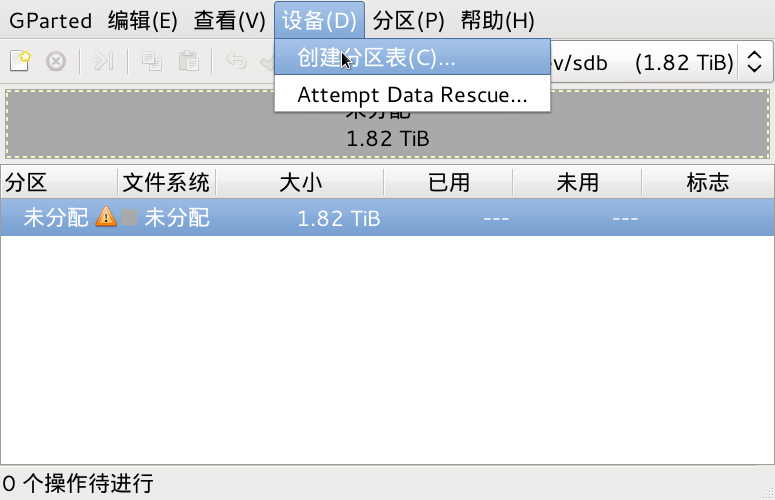 GParted 编辑(E) 查看(V) 设备(D) 分区(P) 帮助(H)
创建分区表(C)...
v/sdb (1.82 TiB)
Attempt Data Rescue...
未分配
1.82 TiB
分区 文件系统 大小 已用 未用 标志
未分配 未分配 1.82 TiB --- ---
0 个操作待进行